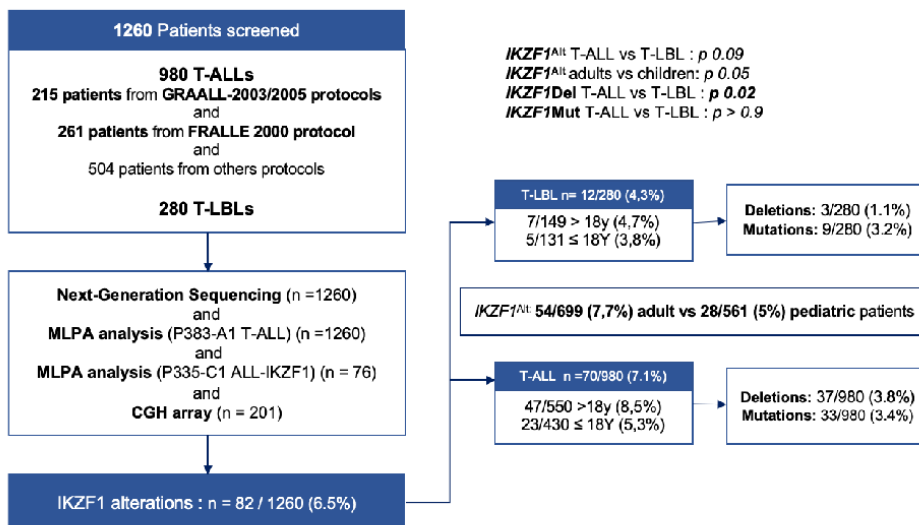 1260 Patients screened
980 T-ALLs
215 patients from GRAALL-2003/2005 protocols
and
261 patients from FRALLE 2000 protocol
and
504 patients from others protocols
280 T-LBLs
Next-Generation Sequencing (n =1260)
and
MLPA analysis (P383-A1 T-ALL) (n =1260)
and
MLPA analysis (P335-C1 ALL-IKZF1) (n = 76)
and
CGH array (n = 201)
IKZF1 alterations : n = 82 / 1260 (6.5%)
IKZF1Alt T-ALL vs T-LBL : p 0.09
IKZF1Alt adults vs children: p 0.05
IKZF1Del T-ALL vs T-LBL : p 0.02
IKZF1Mut T-ALL vs T-LBL : p > 0.9
T-LBL n= 12/280 (4,3%)
7/149 > 18y (4,7%)
5/131 ≤ 18Y (3,8%)
Deletions: 3/280 (1.1%)
Mutations: 9/280 (3.2%)
IKZF1Alt: 54/699 (7,7%) adult vs 28/561 (5%) pediatric patients
T-ALL n =70/980 (7.1%)
47/550 >18y (8,5%)
23/430 ≤ 18Y (5,3%)
Deletions: 37/980 (3.8%)
Mutations: 33/980 (3.4%)